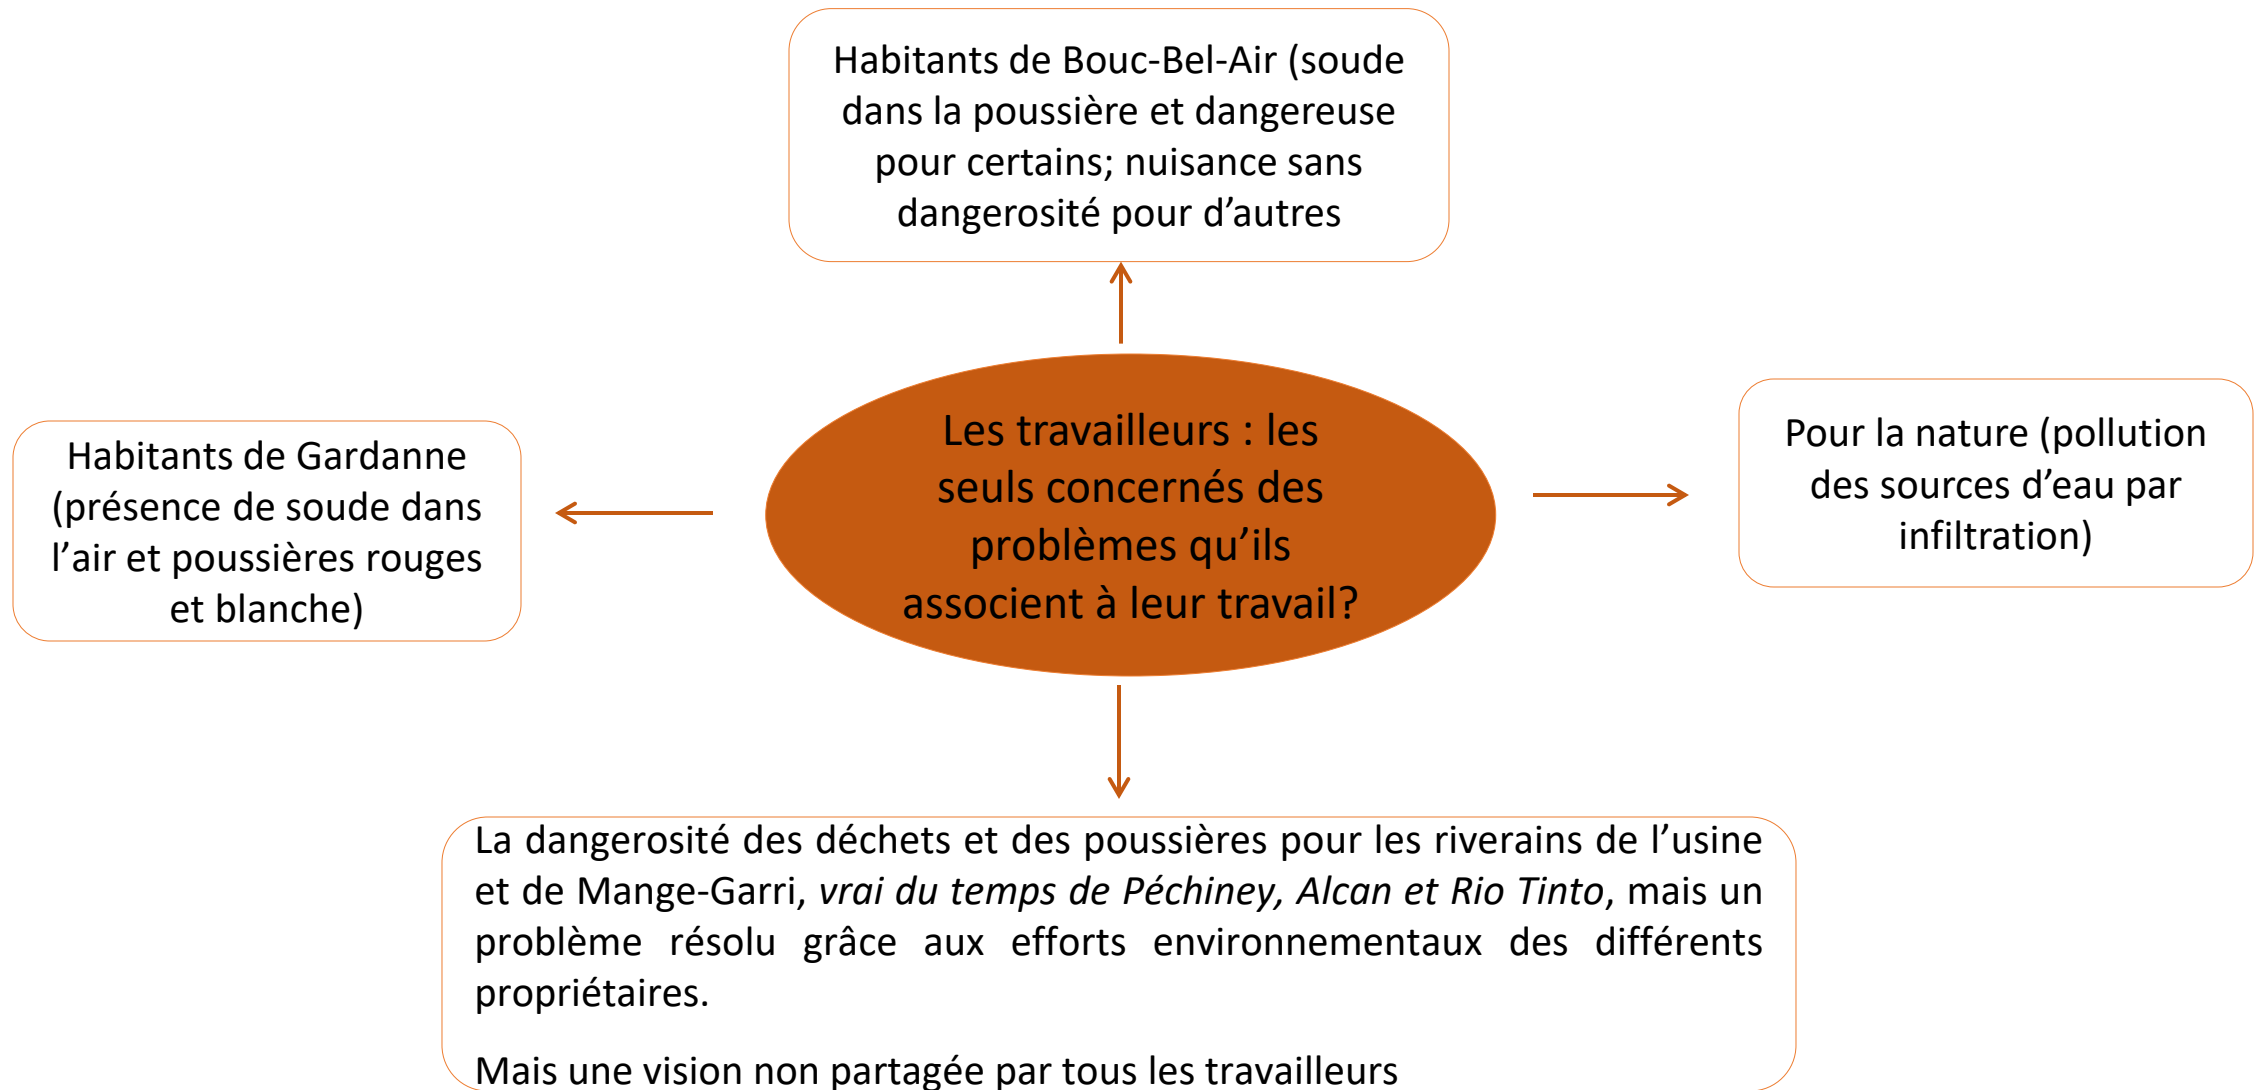 Habitants de Bouc-Bel-Air (soude
dans la poussière et dangereuse
pour certains; nuisance sans
dangerosité pour d’autres
Habitants de Gardanne
(présence de soude dans
l’air et poussières rouges
et blanche)
Les travailleurs : les
seuls concernés des
problèmes qu’ils
associent à leur travail?
Pour la nature (pollution
des sources d’eau par
infiltration)
La dangerosité des déchets et des poussières pour les riverains de l’usine
et de Mange-Garri, vrai du temps de Péchiney, Alcan et Rio Tinto, mais un
problème résolu grâce aux efforts environnementaux des différents
propriétaires.
Mais une vision non partagée par tous les travailleurs